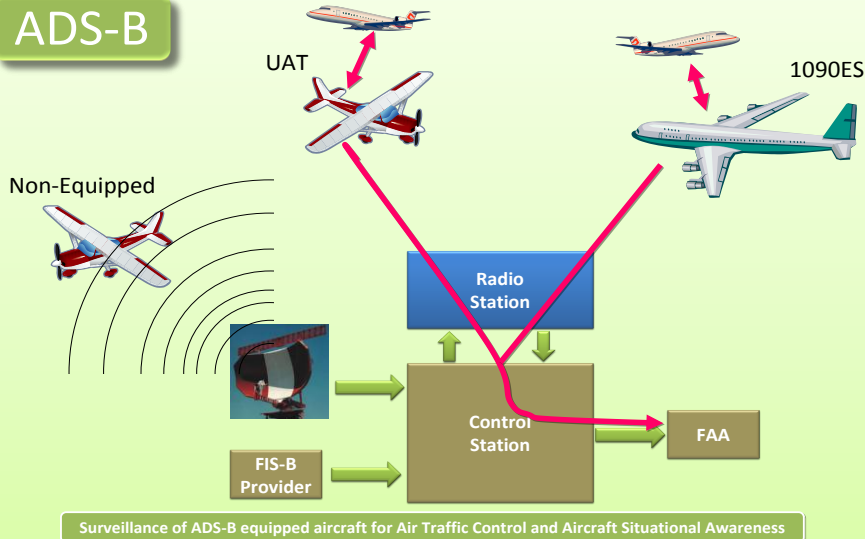 ADS-B
UAT
1090ES
Non-Equipped
Radio
Station
Control
Station
FAA
FIS-B
Provider
Surveillance of ADS-B equipped aircraft for Air Traffic Control and Aircraft Situational Awareness